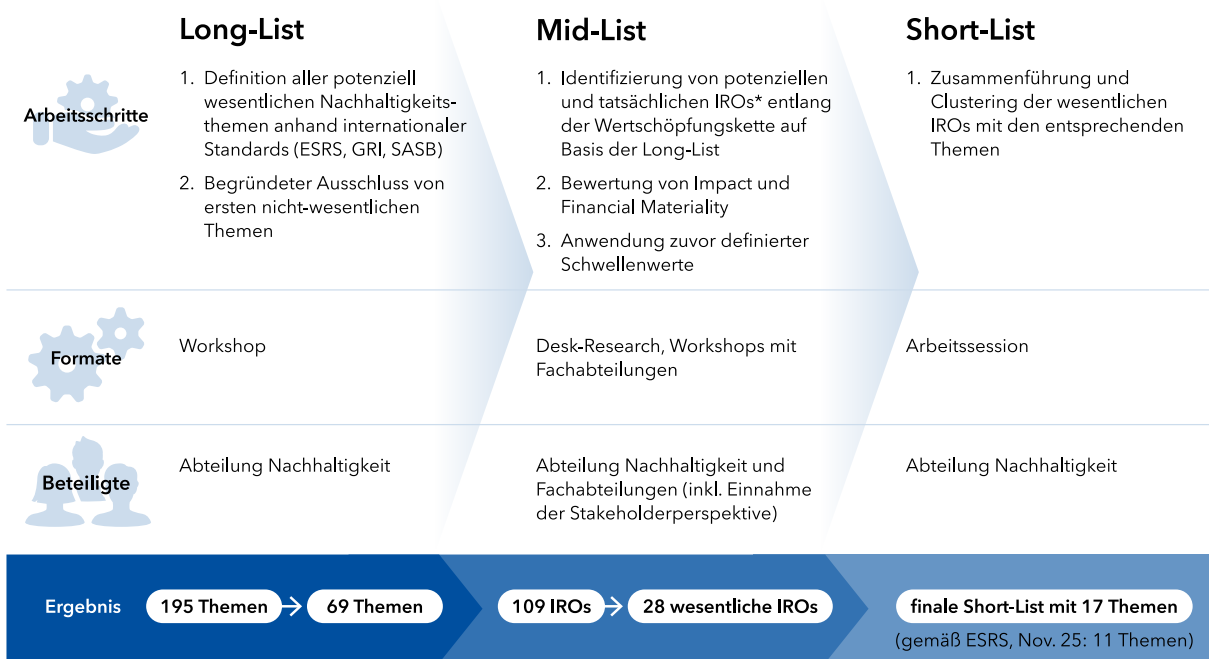 Long-List
Mid-List
Short-List
Arbeitsschritte
1. Definition aller potenziell
wesentlichen Nachhaltigkeits-
themen anhand internationaler
Standards (ESRS, GRI, SASB)
2. Begründeter Ausschluss von
ersten nicht-wesentlichen
Themen
1. Identifizierung von potenziellen
und tatsächlichen IROs* entlang
der Wertschöpfungskette auf
Basis der Long-List
2. Bewertung von Impact und
Financial Materiality
3. Anwendung zuvor definierter
Schwellenwerte
1. Zusammenführung und
Clustering der wesentlichen
IROs mit den entsprechenden
Themen
Formate
Workshop
Desk-Research, Workshops mit
Fachabteilungen
Arbeitssession
Beteiligte
Abteilung Nachhaltigkeit
Abteilung Nachhaltigkeit und
Fachabteilungen (inkl. Einnahme
der Stakeholderperspektive)
Abteilung Nachhaltigkeit
Ergebnis
195 Themen → 69 Themen
109 IROs → 28 wesentliche IROs
finale Short-List mit 17 Themen
(gemäß ESRS, Nov. 25: 11 Themen)